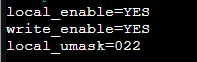 local_enable=YES
write_enable=YES
local_umask=022